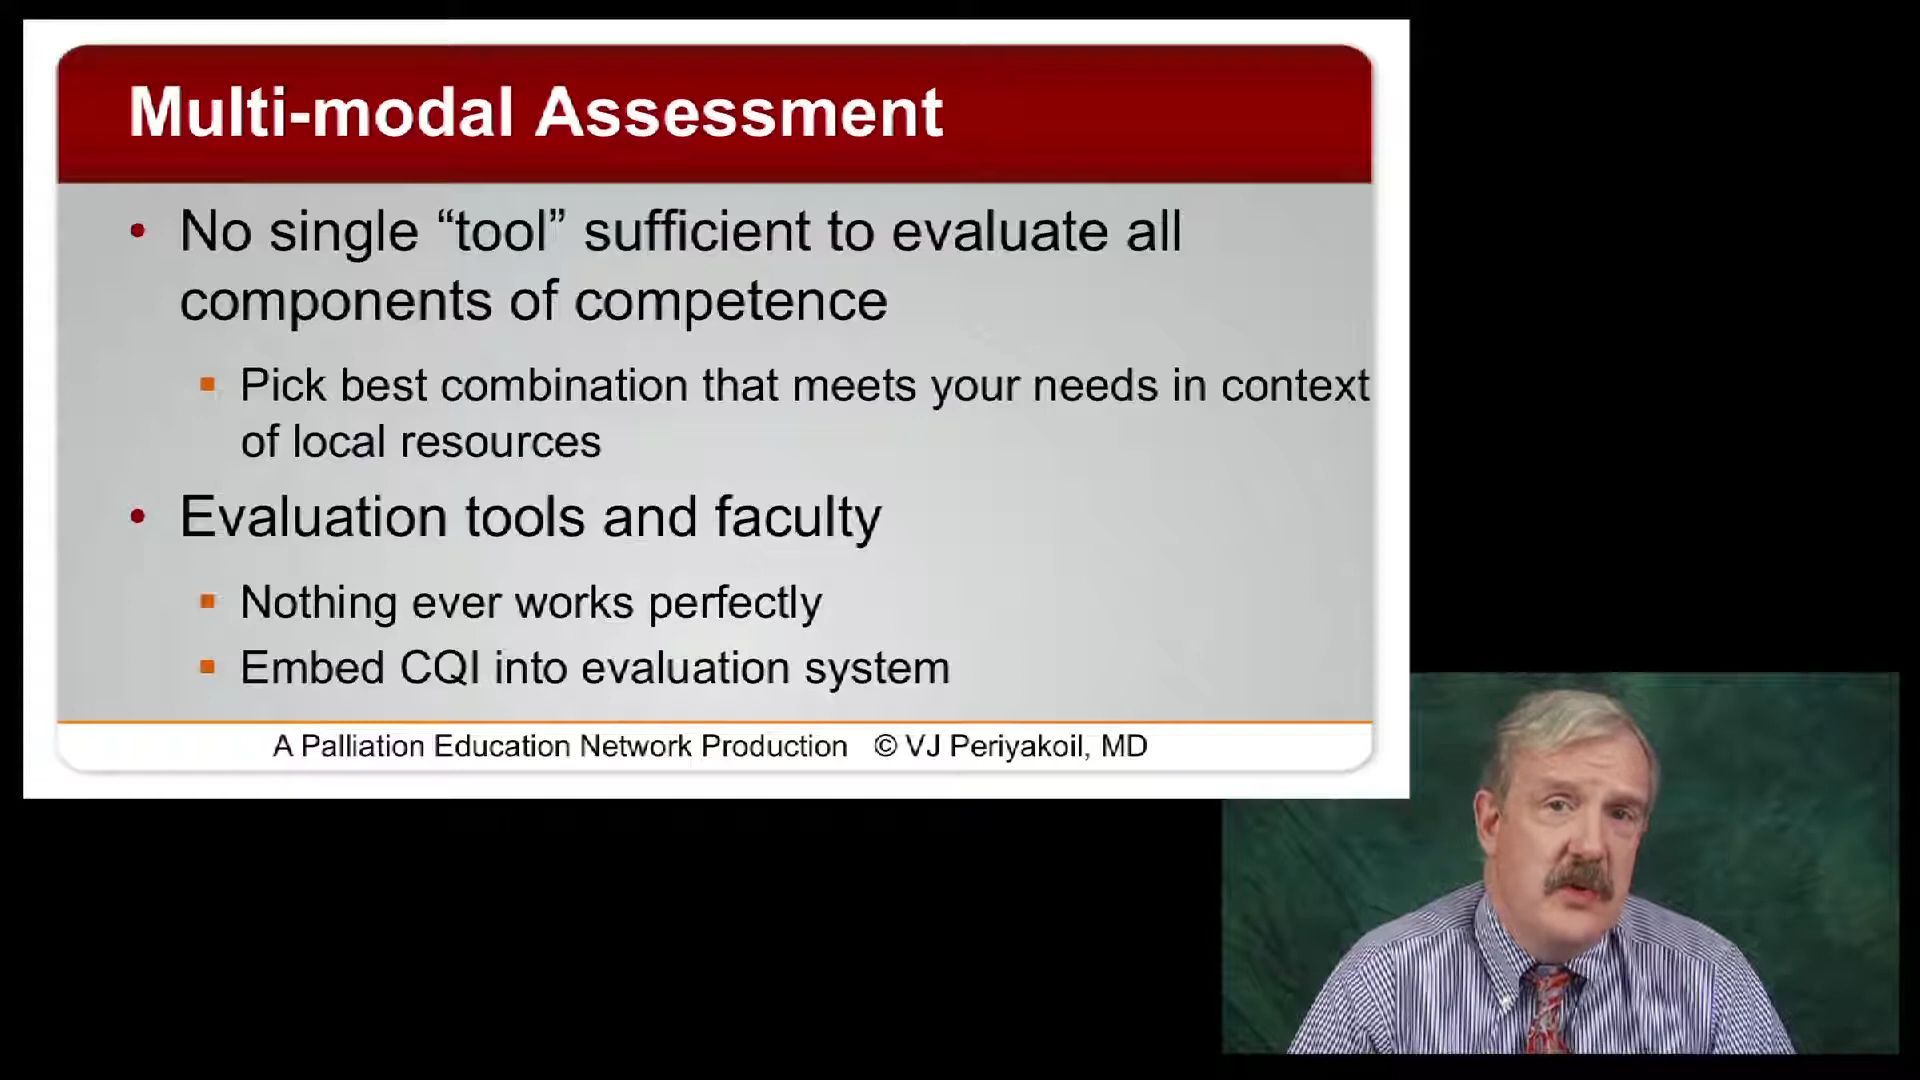 Multi-modal Assessment
• No single “tool” sufficient to evaluate all
components of competence
▪ Pick best combination that meets your needs in context
of local resources
• Evaluation tools and faculty
▪ Nothing ever works perfectly
▪ Embed CQI into evaluation system
A Palliation Education Network Production © VJ Periyakoil, MD